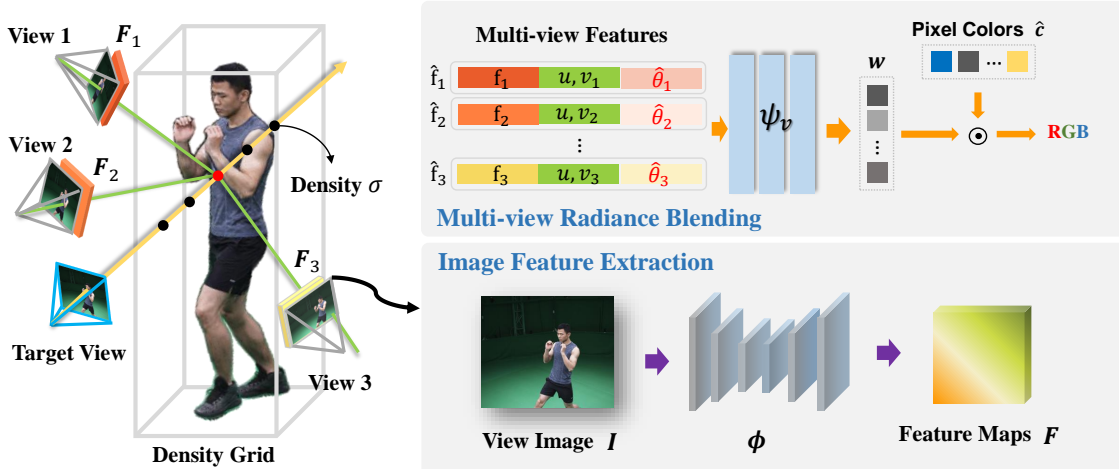 View 1
F₁
View 2
F₂
Density σ
F₃
Target View
View 3
Density Grid
Multi-view Features
f̂₁ f₁ u, v₁ θ̂₁
f̂₂ f₂ u, v₂ θ̂₂
⋮
f̂₃ f₃ u, v₃ θ̂₃
ψᵥ
w
⋮
Pixel Colors ĉ
...
⊙
RGB
Multi-view Radiance Blending
Image Feature Extraction
View Image I
ϕ
Feature Maps F